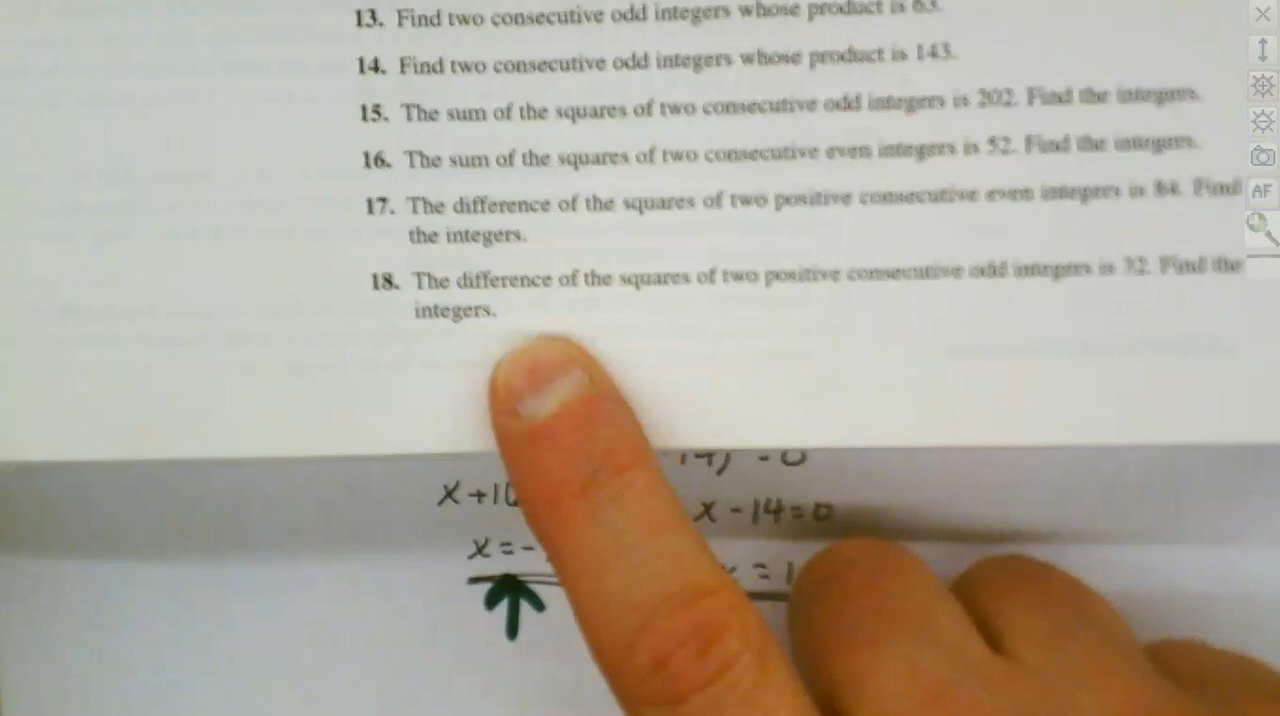 13. Find two consecutive odd integers whose product is 63.
14. Find two consecutive odd integers whose product is 143.
15. The sum of the squares of two consecutive odd integers is 202. Find the integers.
16. The sum of the squares of two consecutive even integers is 52. Find the integers.
17. The difference of the squares of two positive consecutive even integers is Find
the integers.
18. The difference of the squares of two positive consecutive odd integers is 32. Find the
integers.
x+10
x-14=0
x=-
=1
AF